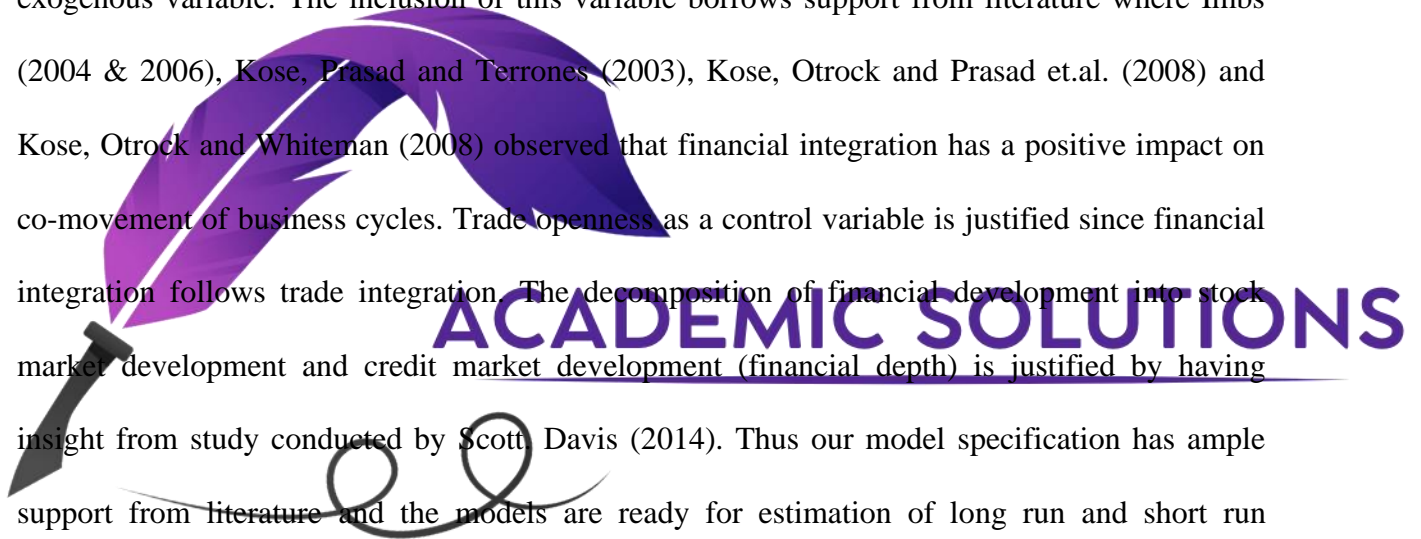 exogenous variable. The inclusion of this variable borrows support from literature where Imbs
(2004 & 2006), Kose, Prasad and Terrones (2003), Kose, Otrock and Prasad et.al. (2008) and
Kose, Otrock and Whiteman (2008) observed that financial integration has a positive impact on
co-movement of business cycles. Trade openness as a control variable is justified since financial
integration follows trade integration. The decomposition of financial development into stock
ACADEMIC SOLUTIONS
market development and credit market development (financial depth) is justified by having
insight from study conducted by Scott. Davis (2014). Thus our model specification has ample
support from literature and the models are ready for estimation of long run and short run